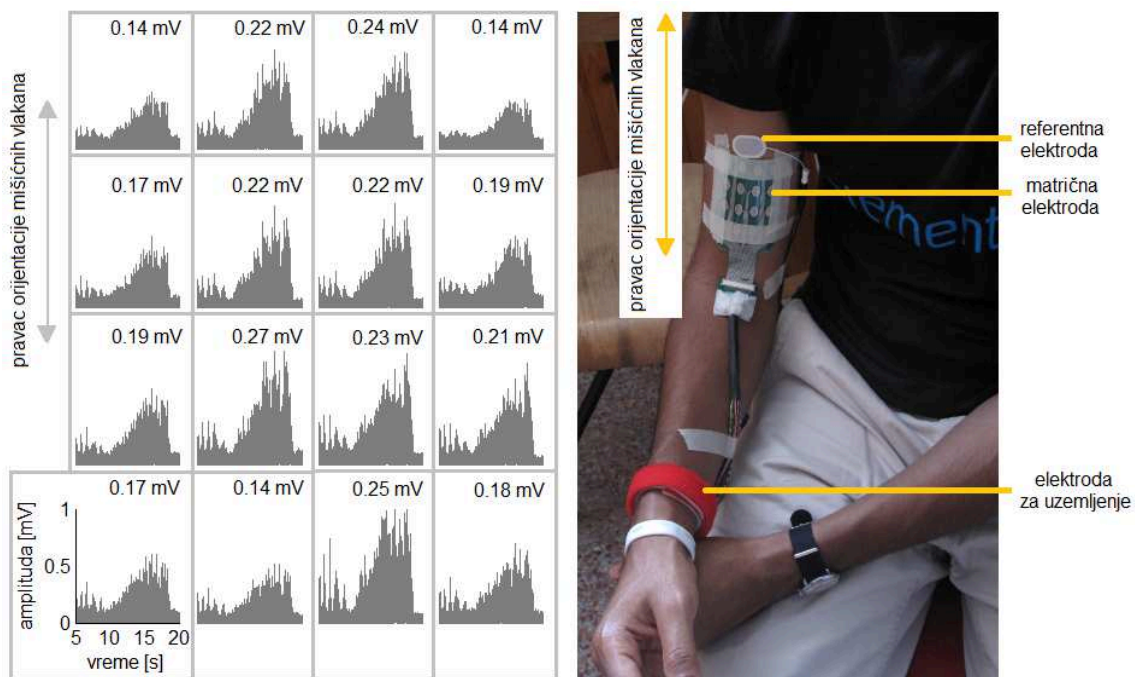 0.14 mV 0.22 mV 0.24 mV 0.14 mV
0.17 mV 0.22 mV 0.22 mV 0.19 mV
0.19 mV 0.27 mV 0.23 mV 0.21 mV
0.17 mV 0.14 mV 0.25 mV 0.18 mV
pravac orijentacije mišićnih vlakana
amplituda [mV]
1
0.5
0
5 10 15 20
vreme [s]
pravac orijentacije mišićnih vlakana
referentna
elektroda
matrična
elektroda
elektroda
za uzemljenje